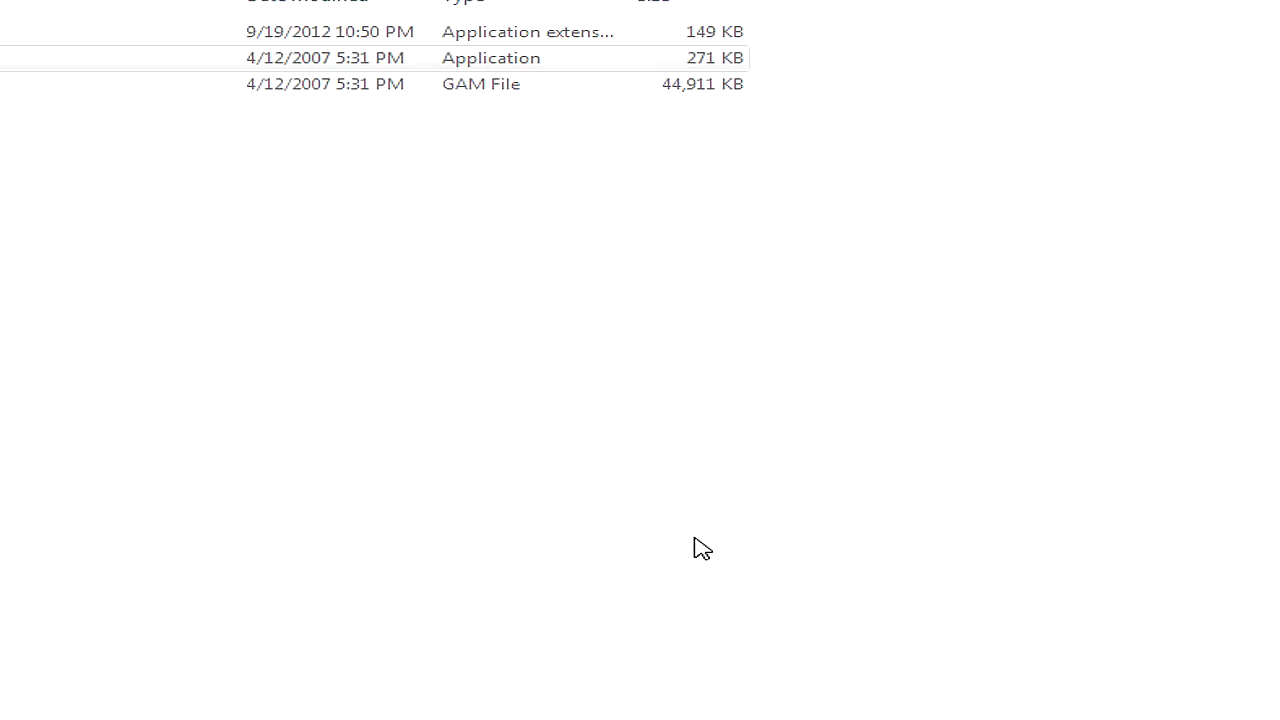 9/19/2012 10:50 PM Application extens... 149 KB
4/12/2007 5:31 PM Application 271 KB
4/12/2007 5:31 PM GAM File 44,911 KB